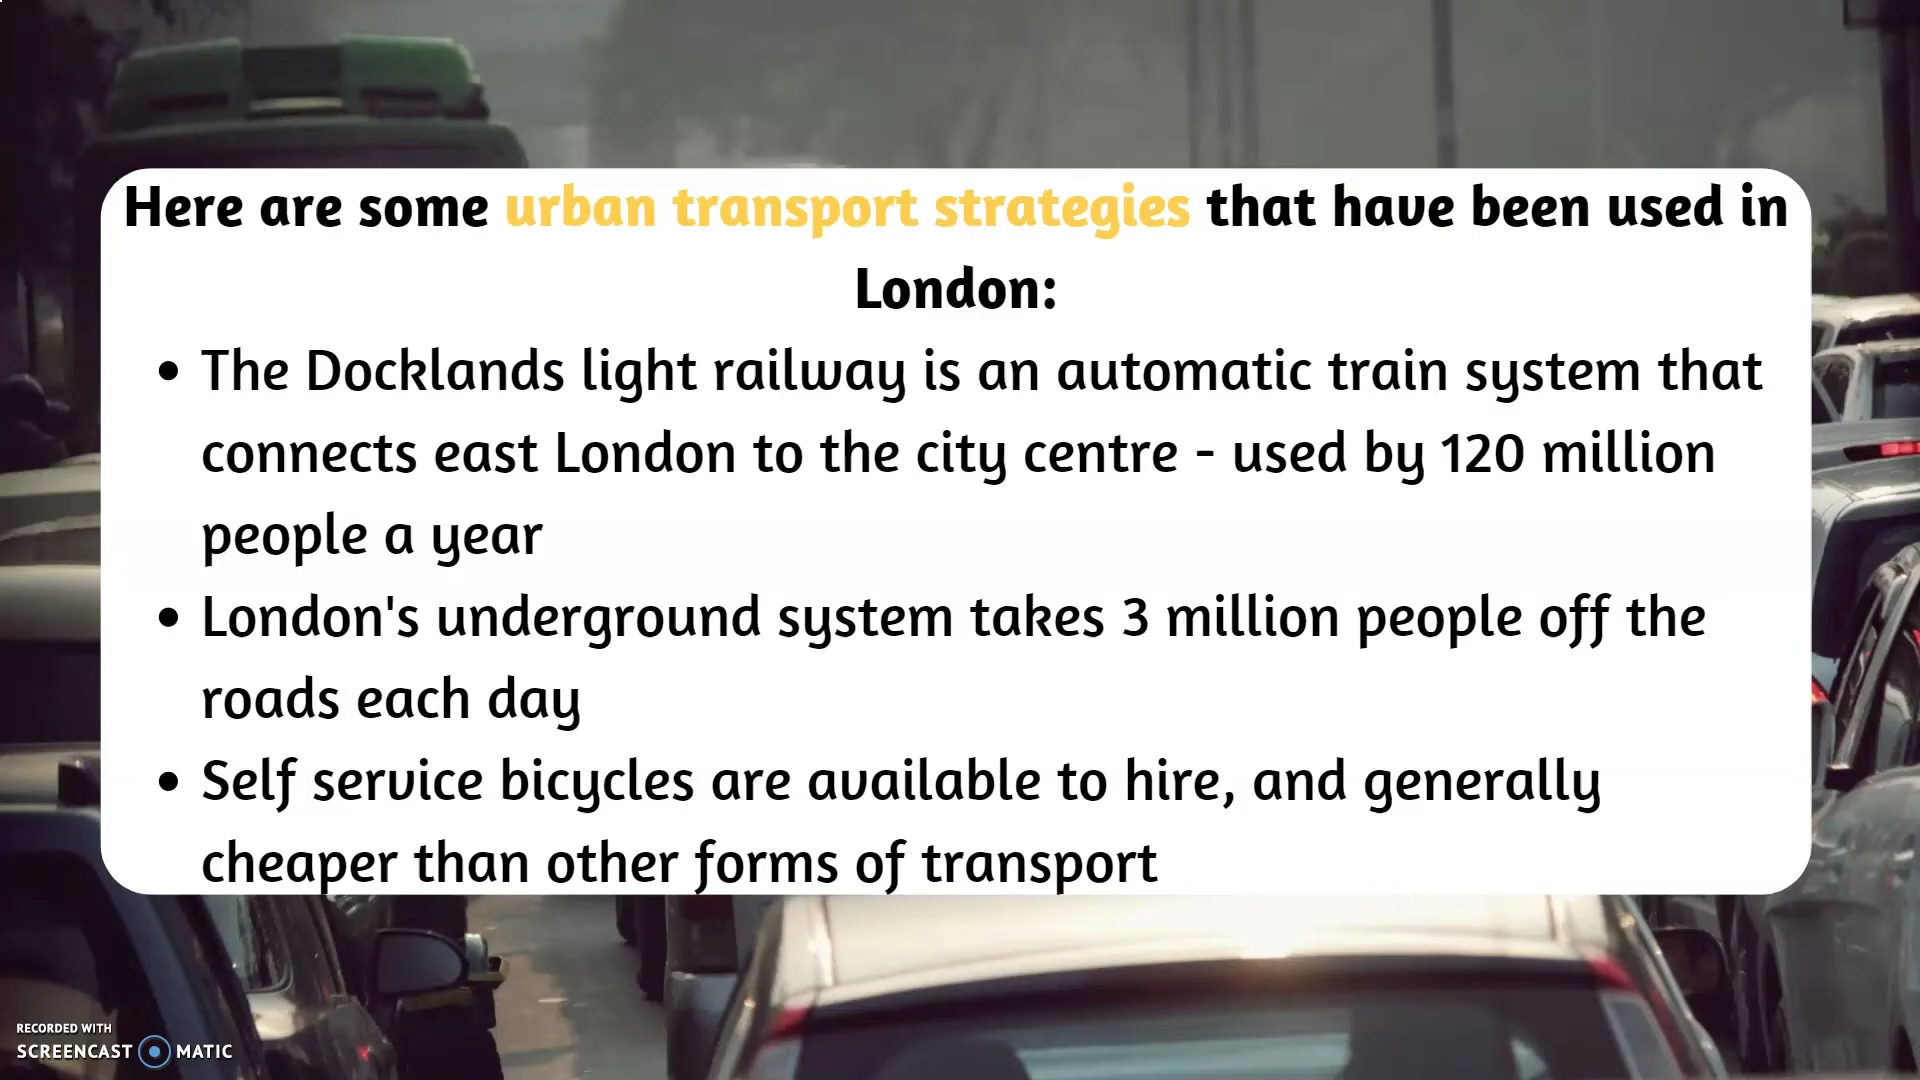 Here are some urban transport strategies that have been used in
London:
• The Docklands light railway is an automatic train system that
connects east London to the city centre - used by 120 million
people a year
• London's underground system takes 3 million people off the
roads each day
• Self service bicycles are available to hire, and generally
cheaper than other forms of transport
RECORDED WITH
SCREENCAST MATIC